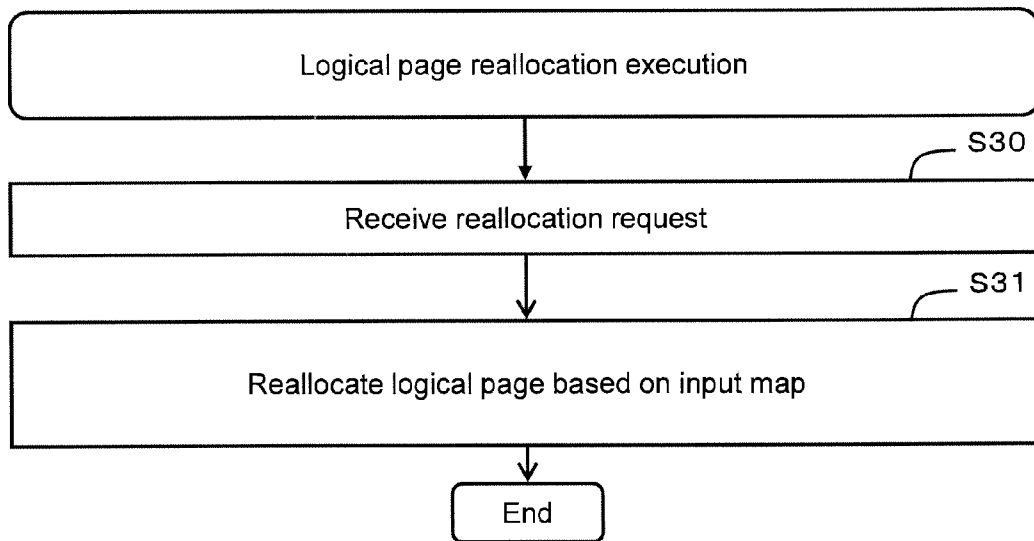 Logical page reallocation execution
S30
Receive reallocation request
S31
Reallocate logical page based on input map
End